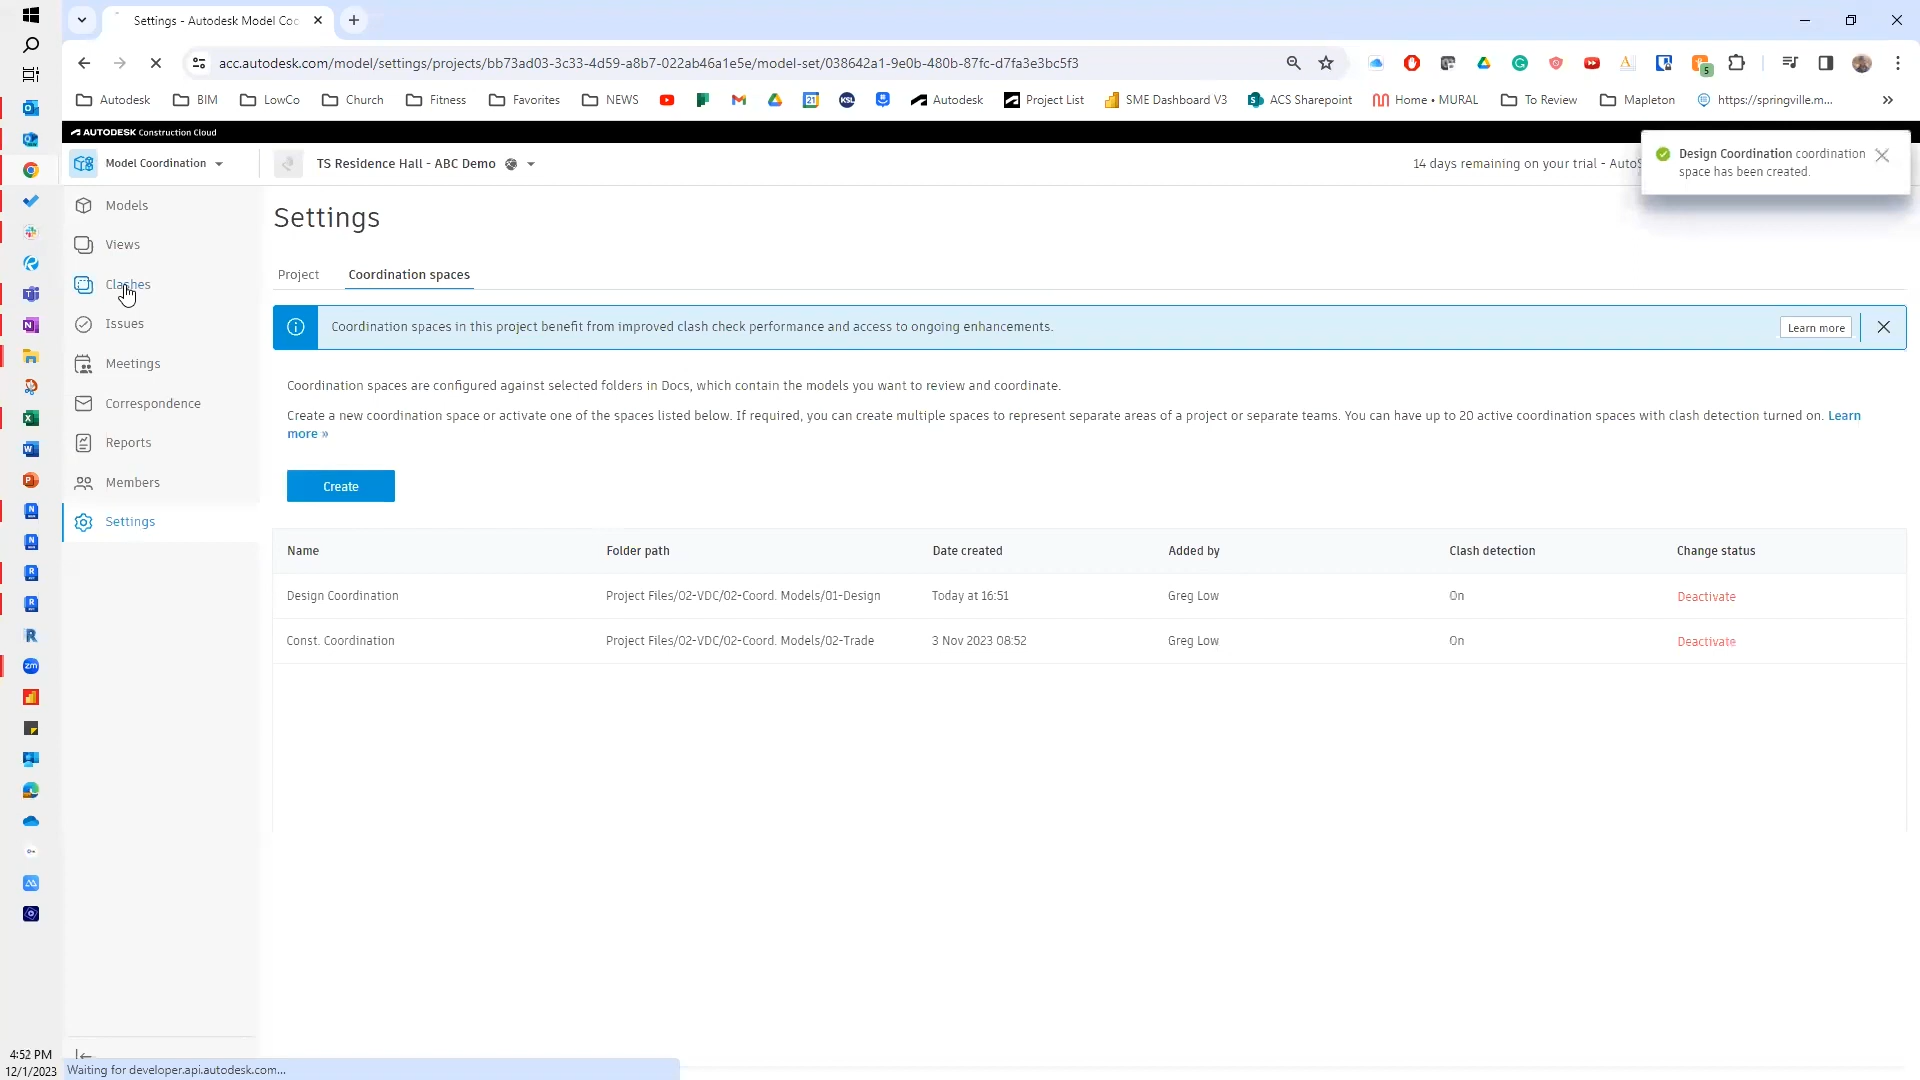 Settings - Autodesk Model Coo
acc.autodesk.com/model/settings/projects/bb73ad03-3c33-4d59-a8b7-022ab46a1e5e/model-set/038642a1-9e0b-480b-87fc-d7fa3e3bc5f3
5
Autodesk
BIM
LowCo
Church
Fitness
Favorites
NEWS
21
KSL
Autodesk
Project List
SME Dashboard V3
ACS Sharepoint
Home • MURAL
To Review
Mapleton
https://springville.m...
»
AUTODESK Construction Cloud
Model Coordination
TS Residence Hall - ABC Demo
14 days remaining on your trial - AutoS
Design Coordination coordination
space has been created.
Models
Views
Clashes
Issues
Meetings
Correspondence
Reports
Members
Settings
Settings
Project
Coordination spaces
Coordination spaces in this project benefit from improved clash check performance and access to ongoing enhancements.
Learn more
Coordination spaces are configured against selected folders in Docs, which contain the models you want to review and coordinate.
Create a new coordination space or activate one of the spaces listed below. If required, you can create multiple spaces to represent separate areas of a project or separate teams. You can have up to 20 active coordination spaces with clash detection turned on. Learn
more »
Create
Name
Folder path
Date created
Added by
Clash detection
Change status
Design Coordination
Project Files/02-VDC/02-Coord. Models/01-Design
Today at 16:51
Greg Low
On
Deactivate
Const. Coordination
Project Files/02-VDC/02-Coord. Models/02-Trade
3 Nov 2023 08:52
Greg Low
On
Deactivate
4:52 PM
12/1/2023
Waiting for developer.api.autodesk.com...